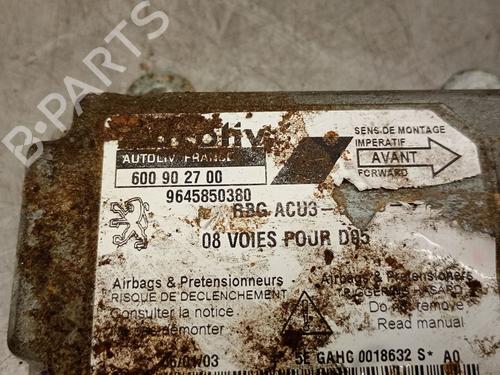 B-PARTS
AUTOLIV FRANCE
600 90 27 00
9645850380
SENS DE MONTAGE
IMPERATIF
AVANT
FORWARD
RBG ACU3-
08 VOIES POUR D85
Airbags & Pretensionneurs
RISQUE DE DECLENCHEMENT
Consulter la notice
démonter
Airbags & Pretensioners
Do not remove
Read manual
/03
5E GAHC 0018632 S* A0